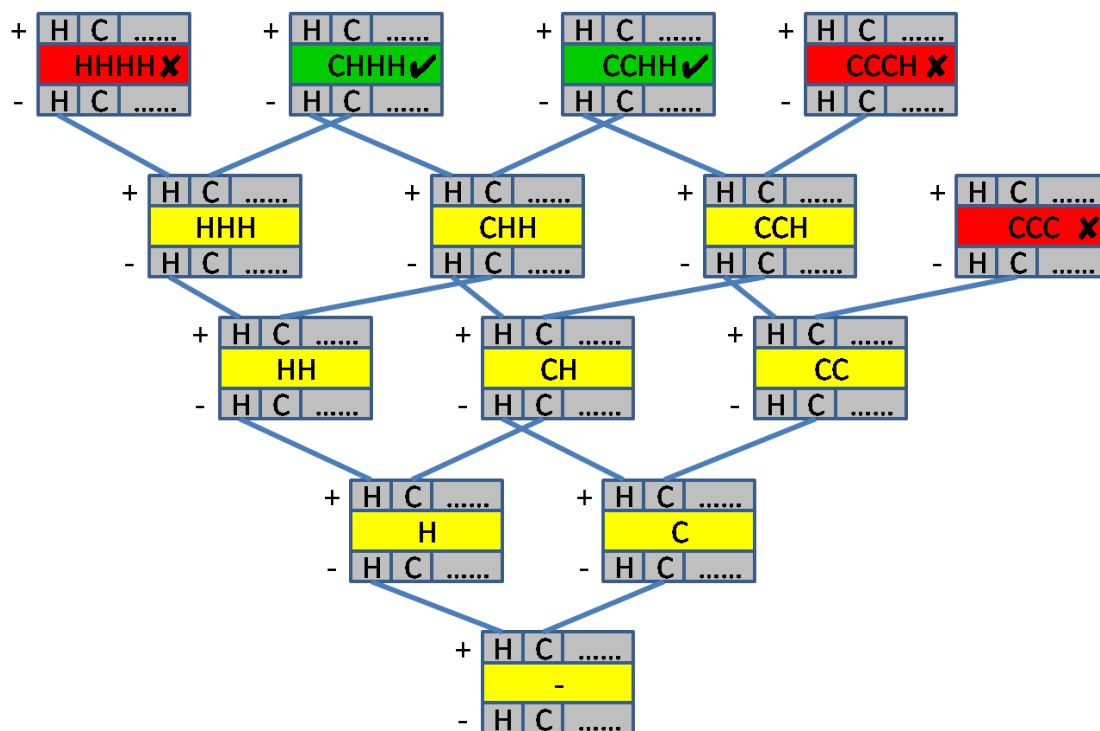 + H C ...... + H C ...... + H C ...... + H C ......
HHHH ✘ CHHH ✔ CCHH ✔ CCCH ✘
- H C ...... - H C ...... - H C ...... - H C ......
+ H C ...... + H C ...... + H C ...... + H C ......
HHH CHH CCH CCC ✘
- H C ...... - H C ...... - H C ...... - H C ......
+ H C ...... + H C ...... + H C ......
HH CH CC
- H C ...... - H C ...... - H C ......
+ H C ...... + H C ......
H C
- H C ...... - H C ......
+ H C ......
-
- H C ......